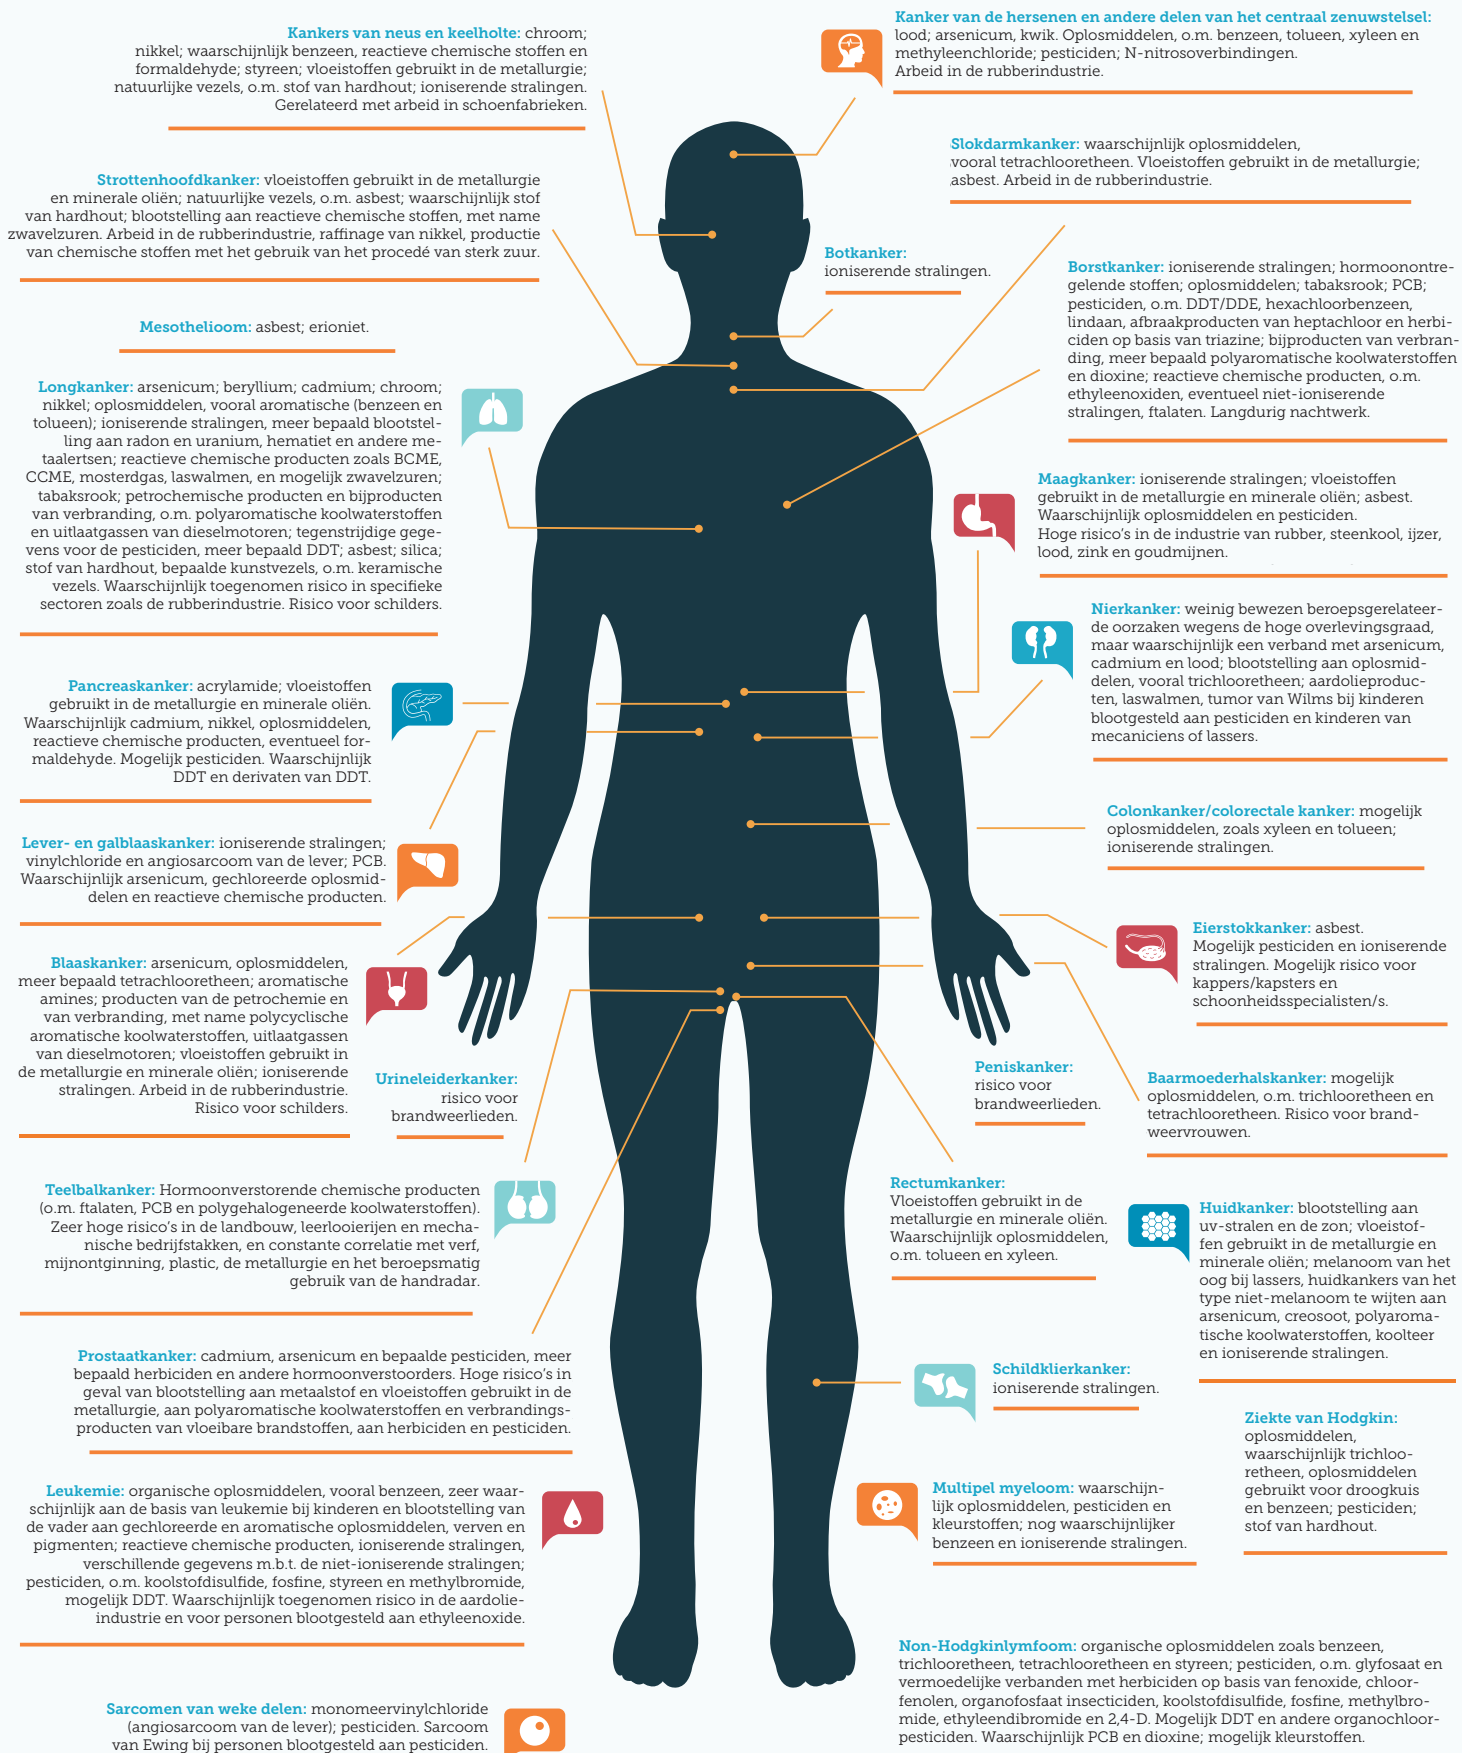 Kankers van neus en keelholte: chroom;
nikkel; waarschijnlijk benzeen, reactieve chemische stoffen en
formaldehyde; styreen; vloeistoffen gebruikt in de metallurgie;
natuurlijke vezels, o.m. stof van hardhout; ioniserende stralingen.
Gerelateerd met arbeid in schoenfabrieken.
Strottenhoofdkanker: vloeistoffen gebruikt in de metallurgie
en minerale oliën; natuurlijke vezels, o.m. asbest; waarschijnlijk stof
van hardhout; blootstelling aan reactieve chemische stoffen, met name
zwavelzuren. Arbeid in de rubberindustrie, raffinage van nikkel, productie
van chemische stoffen met het gebruik van het procedé van sterk zuur.
Mesothelioom: asbest; erioniet.
Longkanker: arsenicum; beryllium; cadmium; chroom;
nikkel; oplosmiddelen, vooral aromatische (benzeen en
tolueen); ioniserende stralingen, meer bepaald blootstel-
ling aan radon en uranium, hematiet en andere me-
taalertsen; reactieve chemische producten zoals BCME,
CCME, mosterdgas, laswalmen, en mogelijk zwavelzuren;
tabaksrook; petrochemische producten en bijproducten
van verbranding, o.m. polyaromatische koolwaterstoffen
en uitlaatgassen van dieselmotoren; tegenstrijdige gege-
vens voor de pesticiden, meer bepaald DDT; asbest; silica;
stof van hardhout, bepaalde kunstvezels, o.m. keramische
vezels. Waarschijnlijk toegenomen risico in specifieke
sectoren zoals de rubberindustrie. Risico voor schilders.
Pancreaskanker: acrylamide; vloeistoffen
gebruikt in de metallurgie en minerale oliën.
Waarschijnlijk cadmium, nikkel, oplosmiddelen,
reactieve chemische producten, eventueel for-
maldehyde. Mogelijk pesticiden. Waarschijnlijk
DDT en derivaten van DDT.
Lever- en galblaaskanker: ioniserende stralingen;
vinylchloride en angiosarcoom van de lever; PCB.
Waarschijnlijk arsenicum, gechloreerde oplosmid-
delen en reactieve chemische producten.
Blaaskanker: arsenicum, oplosmiddelen,
meer bepaald tetrachlooretheen; aromatische
amines; producten van de petrochemie en
van verbranding, met name polycyclische
aromatische koolwaterstoffen, uitlaatgassen
van dieselmotoren; vloeistoffen gebruikt in
de metallurgie en minerale oliën; ioniserende
stralingen. Arbeid in de rubberindustrie.
Risico voor schilders.
Urineleiderkanker:
risico voor
brandweerlieden.
Teelbalkanker: Hormoonverstorende chemische producten
(o.m. ftalaten, PCB en polygehalogeneerde koolwaterstoffen).
Zeer hoge risico's in de landbouw, leerlooierijen en mecha-
nische bedrijfstakken, en constante correlatie met verf,
mijnontginning, plastic, de metallurgie en het beroepsmatig
gebruik van de handradar.
Prostaatkanker: cadmium, arsenicum en bepaalde pesticiden, meer
bepaald herbiciden en andere hormoonverstoorders. Hoge risico's in
geval van blootstelling aan metaalstof en vloeistoffen gebruikt in de
metallurgie, aan polyaromatische koolwaterstoffen en verbrandings-
producten van vloeibare brandstoffen, aan herbiciden en pesticiden.
Leukemie: organische oplosmiddelen, vooral benzeen, zeer waar-
schijnlijk aan de basis van leukemie bij kinderen en blootstelling van
de vader aan gechloreerde en aromatische oplosmiddelen, verven en
pigmenten; reactieve chemische producten, ioniserende stralingen,
verschillende gegevens m.b.t. de niet-ioniserende stralingen;
pesticiden, o.m. koolstofdisulfide, fosfine, styreen en methylbromide,
mogelijk DDT. Waarschijnlijk toegenomen risico in de aardolie-
industrie en voor personen blootgesteld aan ethyleenoxide.
Sarcomen van weke delen: monomeervinylchloride
(angiosarcoom van de lever); pesticiden. Sarcoom
van Ewing bij personen blootgesteld aan pesticiden.
Kanker van de hersenen en andere delen van het centraal zenuwstelsel:
lood; arsenicum, kwik. Oplosmiddelen, o.m. benzeen, tolueen, xyleen en
methyleenchloride; pesticiden; N-nitrosoverbindingen.
Arbeid in de rubberindustrie.
Slokdarmkanker: waarschijnlijk oplosmiddelen,
vooral tetrachlooretheen. Vloeistoffen gebruikt in de metallurgie;
asbest. Arbeid in de rubberindustrie.
Botkanker:
ioniserende stralingen.
Borstkanker: ioniserende stralingen; hormoonontre-
gelende stoffen; oplosmiddelen; tabaksrook; PCB;
pesticiden, o.m. DDT/DDE, hexachloorbenzeen,
lindaan, afbraakproducten van heptachloor en herbi-
ciden op basis van triazine; bijproducten van verbran-
ding, meer bepaald polyaromatische koolwaterstoffen
en dioxine; reactieve chemische producten, o.m.
ethyleenoxiden, eventueel niet-ioniserende
stralingen, ftalaten. Langdurig nachtwerk.
Maagkanker: ioniserende stralingen; vloeistoffen
gebruikt in de metallurgie en minerale oliën; asbest.
Waarschijnlijk oplosmiddelen en pesticiden.
Hoge risico's in de industrie van rubber, steenkool, ijzer,
lood, zink en goudmijnen.
Nierkanker: weinig bewezen beroepsgerelateer-
de oorzaken wegens de hoge overlevingsgraad,
maar waarschijnlijk een verband met arsenicum,
cadmium en lood; blootstelling aan oplosmid-
delen, vooral trichlooretheen; aardolieproduc-
ten, laswalmen, tumor van Wilms bij kinderen
blootgesteld aan pesticiden en kinderen van
mecaniciens of lassers.
Colonkanker/colorectale kanker: mogelijk
oplosmiddelen, zoals xyleen en tolueen;
ioniserende stralingen.
Eierstokkanker: asbest.
Mogelijk pesticiden en ioniserende
stralingen. Mogelijk risico voor
kappers/kapsters en
schoonheidsspecialisten/s.
Peniskanker:
risico voor
brandweerlieden.
Baarmoederhalskanker: mogelijk
oplosmiddelen, o.m. trichlooretheen en
tetrachlooretheen. Risico voor brand-
weervrouwen.
Rectumkanker:
Vloeistoffen gebruikt in de
metallurgie en minerale oliën.
Waarschijnlijk oplosmiddelen,
o.m. tolueen en xyleen.
Huidkanker: blootstelling aan
uv-stralen en de zon; vloeistof-
fen gebruikt in de metallurgie en
minerale oliën; melanoom van het
oog bij lassers, huidkankers van het
type niet-melanoom te wijten aan
arsenicum, creosoot, polyaroma-
tische koolwaterstoffen, koolteer
en ioniserende stralingen.
Schildklierkanker:
ioniserende stralingen.
Ziekte van Hodgkin:
oplosmiddelen,
waarschijnlijk trichloo-
retheen, oplosmiddelen
gebruikt voor droogkuis
en benzeen; pesticiden;
stof van hardhout.
Multipel myeloom: waarschijn-
lijk oplosmiddelen, pesticiden en
kleurstoffen; nog waarschijnlijker
benzeen en ioniserende stralingen.
Non-Hodgkinlymfoom: organische oplosmiddelen zoals benzeen,
trichlooretheen, tetrachlooretheen en styreen; pesticiden, o.m. glyfosaat en
vermoedelijke verbanden met herbiciden op basis van fenoxide, chloor-
fenolen, organofosfaat insecticiden, koolstofdisulfide, fosfine, methylbro-
mide, ethyleendibromide en 2,4-D. Mogelijk DDT en andere organochloor-
pesticiden. Waarschijnlijk PCB en dioxine; mogelijk kleurstoffen.